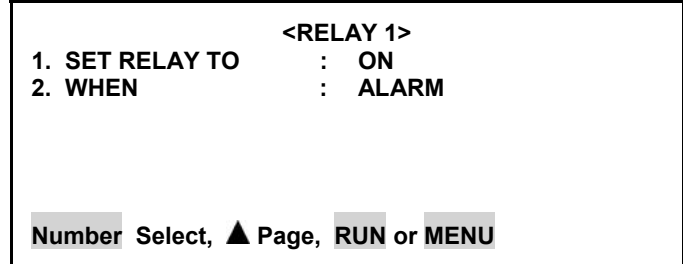 <RELAY 1>
1. SET RELAY TO : ON
2. WHEN : ALARM
Number Select, ▲ Page, RUN or MENU